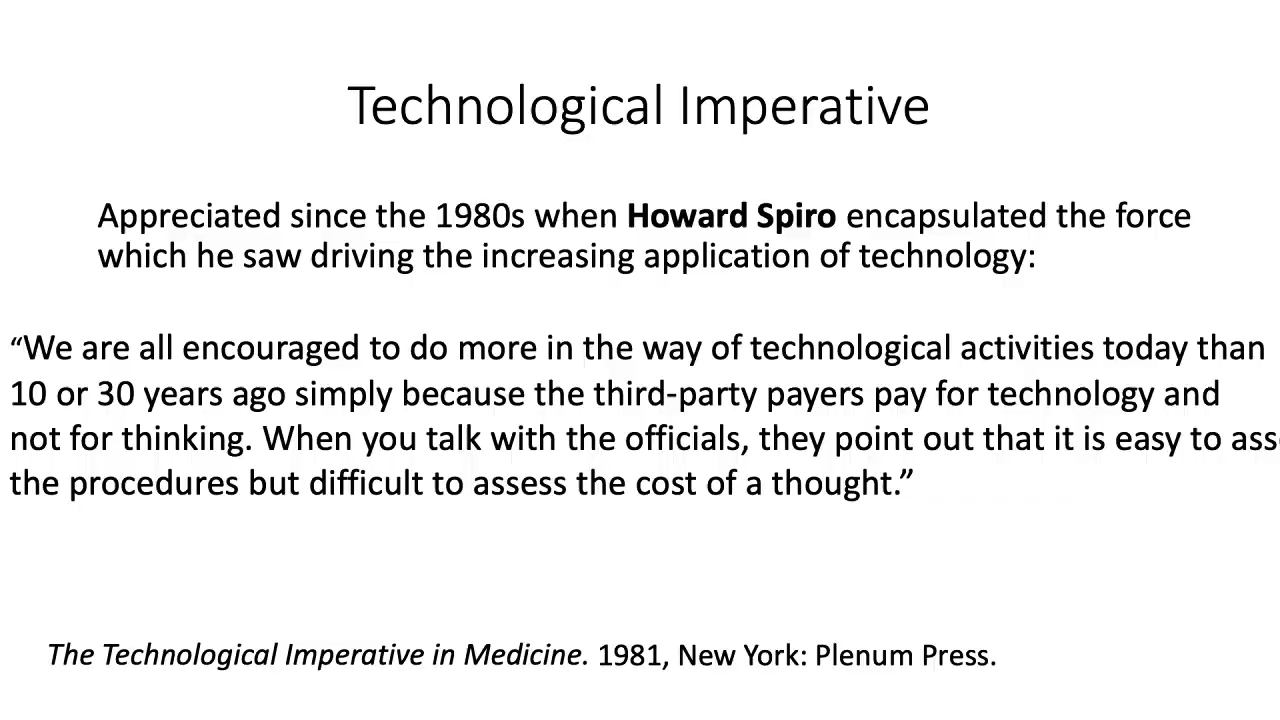 Technological Imperative
Appreciated since the 1980s when Howard Spiro encapsulated the force
which he saw driving the increasing application of technology:
“We are all encouraged to do more in the way of technological activities today than
10 or 30 years ago simply because the third-party payers pay for technology and
not for thinking. When you talk with the officials, they point out that it is easy to
the procedures but difficult to assess the cost of a thought.”
The Technological Imperative in Medicine. 1981, New York: Plenum Press.